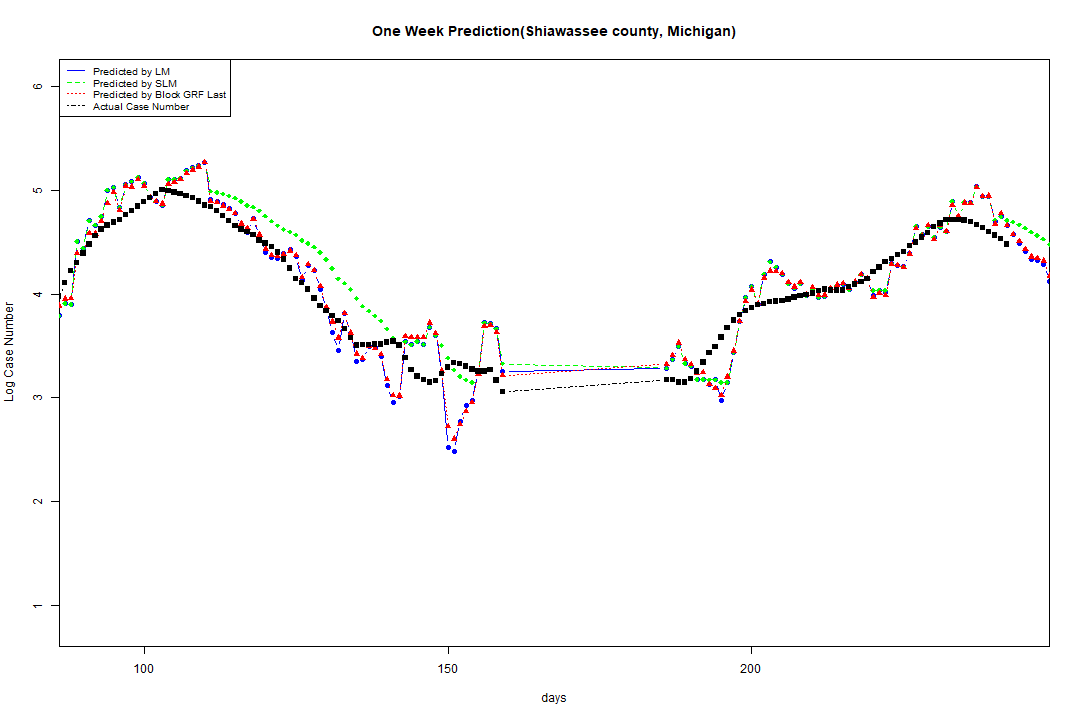 One Week Prediction(Shiawassee county, Michigan)
Predicted by LM
Predicted by SLM
Predicted by Block GRF Last
Actual Case Number
6
5
4
3
2
1
Log Case Number
100 150 200
days